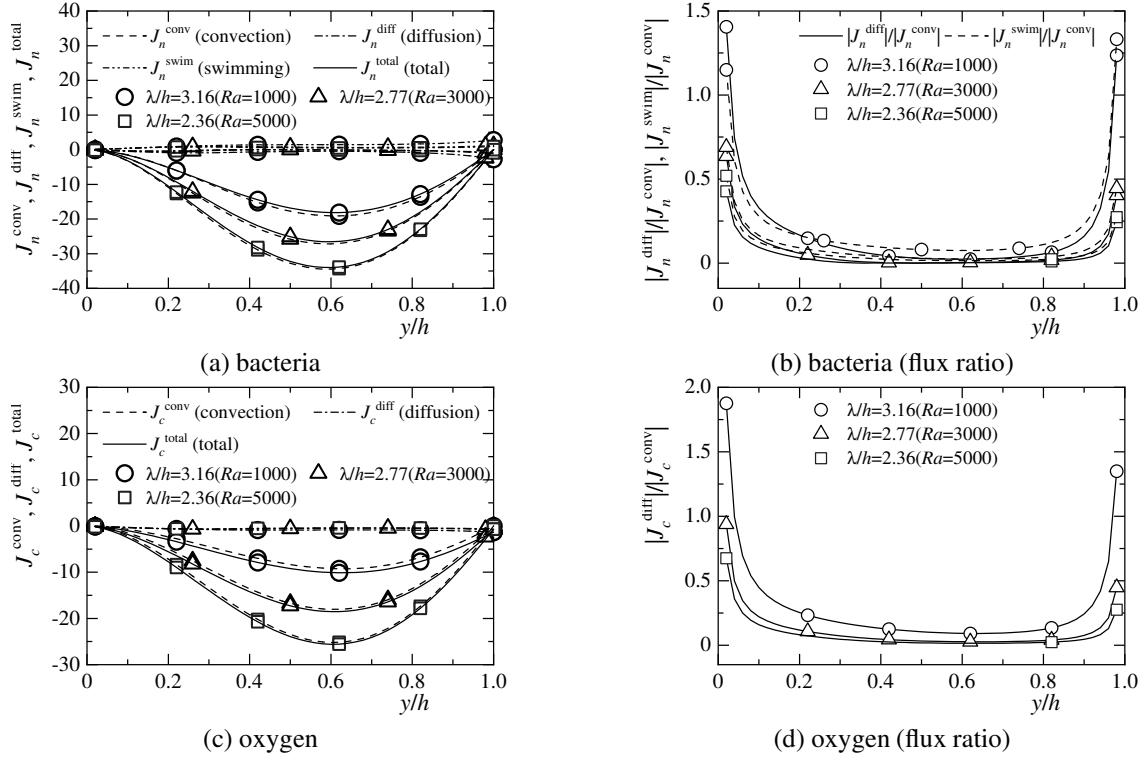 J_n^conv, J_n^diff, J_n^swim, J_n^total
40
30
20
10
0
-10
-20
-30
-40
J_n^conv (convection) J_n^diff (diffusion)
J_n^swim (swimming) J_n^total (total)
λ/h=3.16(Ra=1000) λ/h=2.77(Ra=3000)
λ/h=2.36(Ra=5000)
0 0.2 0.4 0.6 0.8 1.0
y/h
(a) bacteria
|J_n^diff|/|J_n^conv|, |J_n^swim|/|J_n^conv|
1.5
1.0
0.5
0
|J_n^diff|/|J_n^conv| |J_n^swim|/|J_n^conv|
λ/h=3.16(Ra=1000)
λ/h=2.77(Ra=3000)
λ/h=2.36(Ra=5000)
0 0.2 0.4 0.6 0.8 1.0
y/h
(b) bacteria (flux ratio)
J_c^conv, J_c^diff, J_c^total
30
20
10
0
-10
-20
-30
J_c^conv (convection) J_c^diff (diffusion)
J_c^total (total)
λ/h=3.16(Ra=1000) λ/h=2.77(Ra=3000)
λ/h=2.36(Ra=5000)
0 0.2 0.4 0.6 0.8 1.0
y/h
(c) oxygen
|J_c^diff|/|J_c^conv|
2.0
1.5
1.0
0.5
0
λ/h=3.16(Ra=1000)
λ/h=2.77(Ra=3000)
λ/h=2.36(Ra=5000)
0 0.2 0.4 0.6 0.8 1.0
y/h
(d) oxygen (flux ratio)